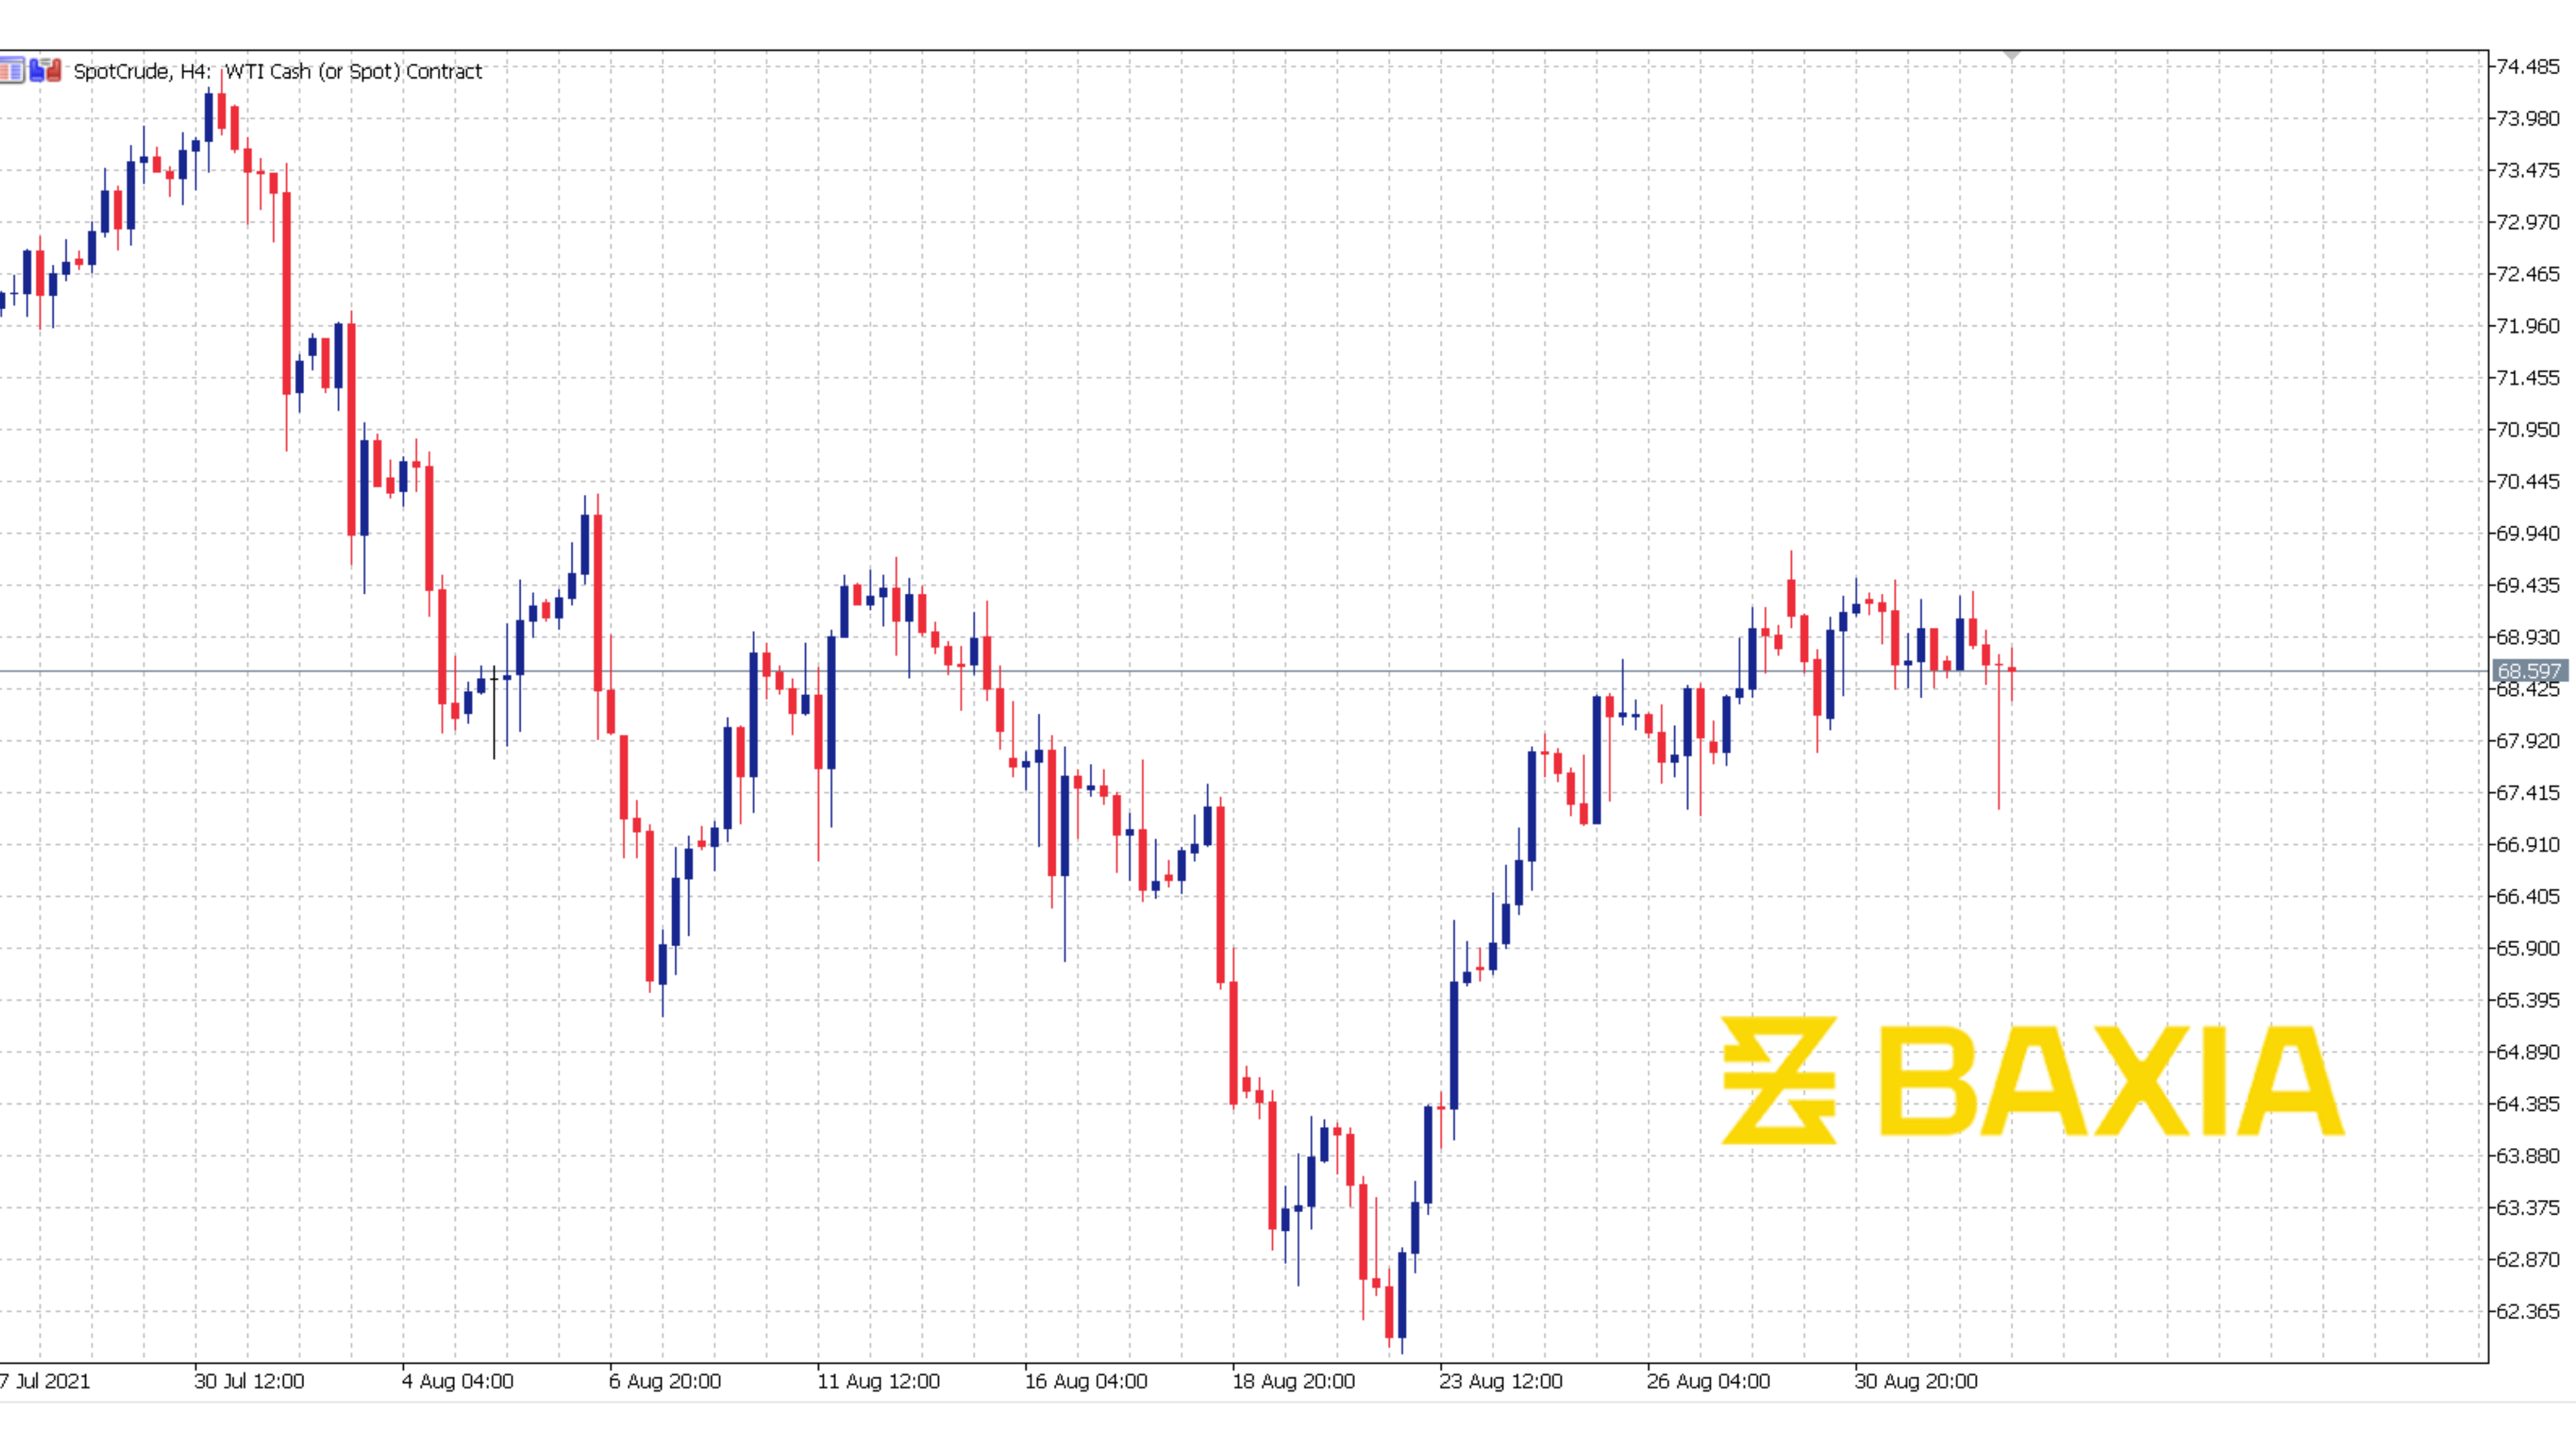 SpotCrude, H4: WTI Cash (or Spot) Contract
74.485
73.980
73.475
72.970
72.465
71.960
71.455
70.950
70.445
69.940
69.435
68.930
68.597
68.425
67.920
67.415
66.910
66.405
65.900
65.395
64.890
64.385
63.880
63.375
62.870
62.365
BAXIA
7 Jul 2021
30 Jul 12:00
4 Aug 04:00
6 Aug 20:00
11 Aug 12:00
16 Aug 04:00
18 Aug 20:00
23 Aug 12:00
26 Aug 04:00
30 Aug 20:00